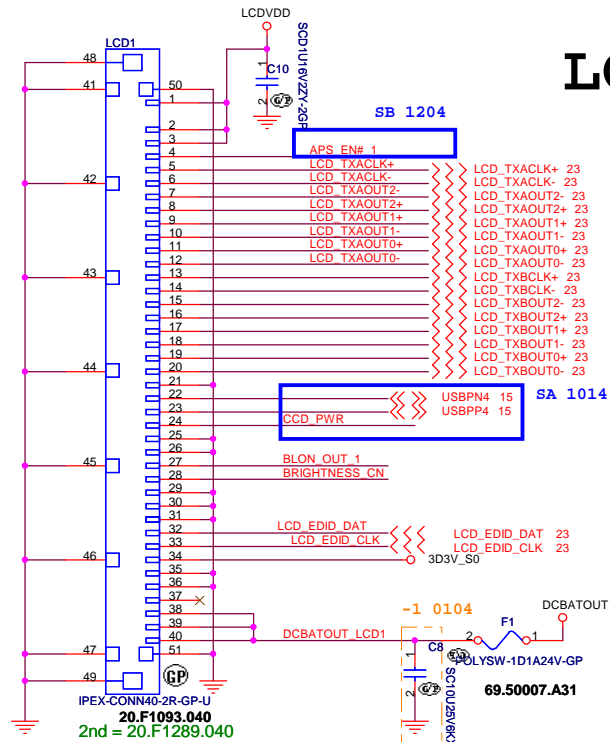 LCDVDD
LCD1
SCD1U16V2ZY-2GP
C10
1
2
G/P
SB 1204
48
41
42
43
44
45
46
47
49
50
1
2
3
4 APS_EN#_1
5 LCD_TXACLK+ LCD_TXACLK+ 23
6 LCD_TXACLK- LCD_TXACLK- 23
7 LCD_TXAOUT2- LCD_TXAOUT2- 23
8 LCD_TXAOUT2+ LCD_TXAOUT2+ 23
9 LCD_TXAOUT1+ LCD_TXAOUT1+ 23
10 LCD_TXAOUT1- LCD_TXAOUT1- 23
11 LCD_TXAOUT0+ LCD_TXAOUT0+ 23
12 LCD_TXAOUT0- LCD_TXAOUT0- 23
13 LCD_TXBCLK+ 23
14 LCD_TXBCLK- 23
15 LCD_TXBOUT2- 23
16 LCD_TXBOUT2+ 23
17 LCD_TXBOUT1+ 23
18 LCD_TXBOUT1- 23
19 LCD_TXBOUT0+ 23
20 LCD_TXBOUT0- 23
21
SA 1014
22 USBPN4 15
23 USBPP4 15
24 CCD_PWR
25
26
27 BLON_OUT_1
28 BRIGHTNESS_CN
29
30
31
32 LCD_EDID_DAT LCD_EDID_DAT 23
33 LCD_EDID_CLK LCD_EDID_CLK 23
34 3D3V_S0
35
36
37
38
39
40 DCBATOUT_LCD1
51
-1 0104
F1
DCBATOUT
2
1
POLYSW-1D1A24V-GP
69.50007.A31
C8
1
2
G/P
SC10U25V6K
GP
IPEX-CONN40-2R-GP-U
20.F1093.040
2nd = 20.F1289.040